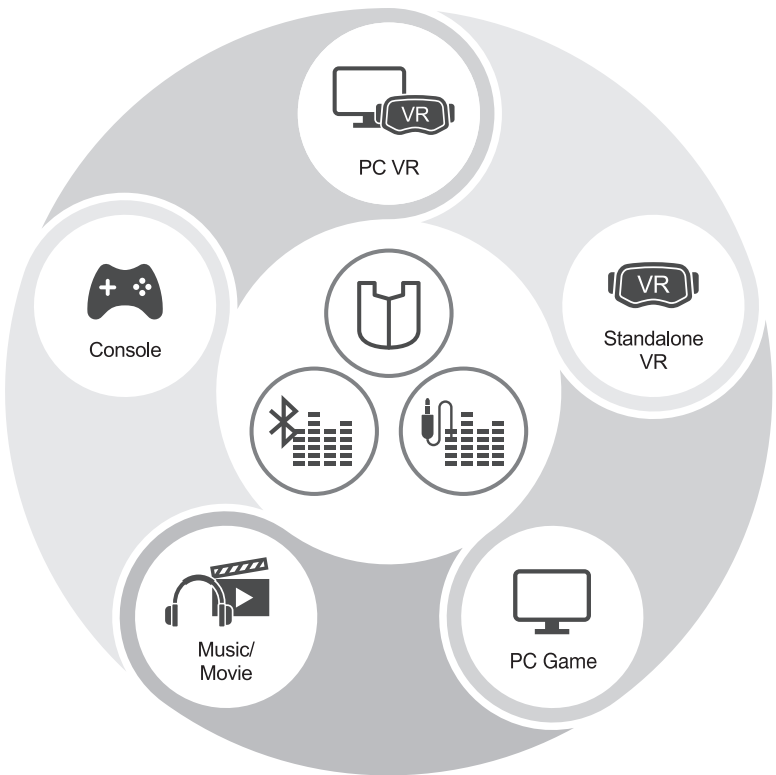 VR
PC VR
VR
Standalone
VR
Console
Music/
Movie
PC Game